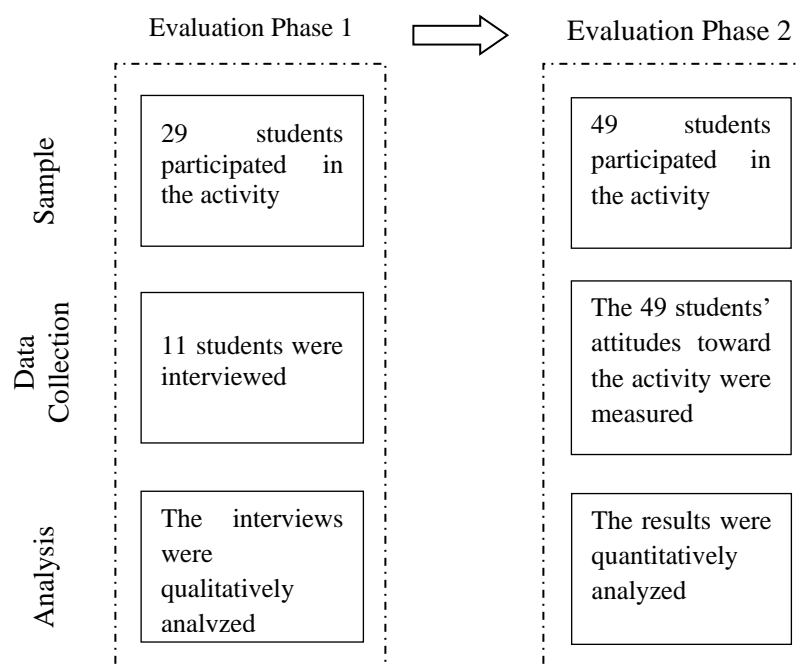 Evaluation Phase 1
Evaluation Phase 2
Sample
29 students
participated in
the activity
49 students
participated in
the activity
Data
Collection
11 students were
interviewed
The 49 students’
attitudes toward
the activity were
measured
Analysis
The interviews
were
qualitatively
analyzed
The results were
quantitatively
analyzed